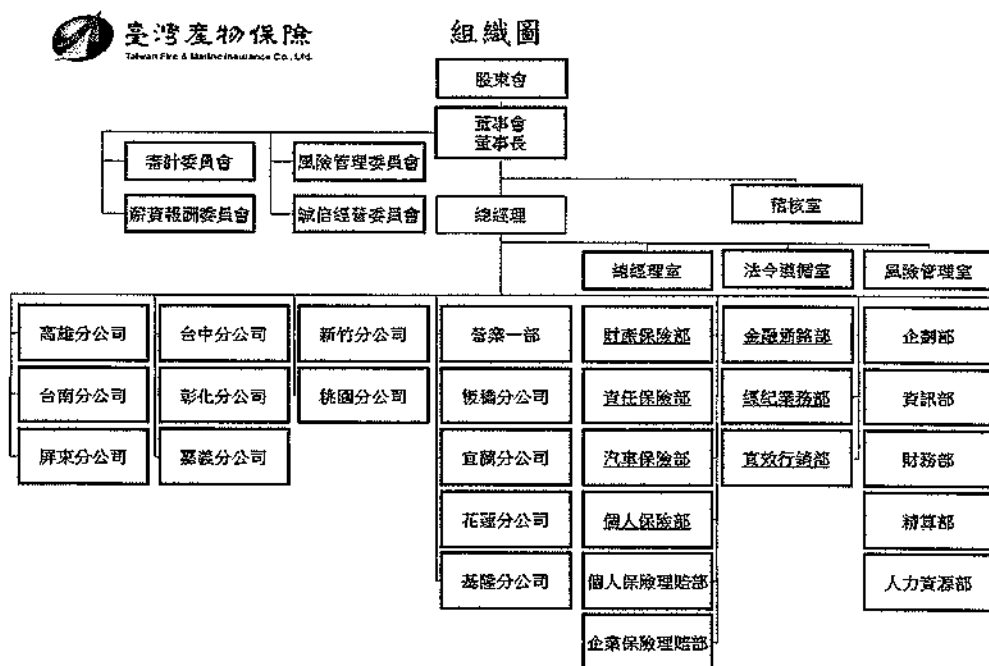 臺灣產物保險
Taiwan Fire & Marine Insurance Co., Ltd.
組織圖
股東會
董事會
董事長
審計委員會
風險管理委員會
薪資報酬委員會
誠信經營委員會
總經理
稽核室
總經理室
法令遵循室
風險管理室
高雄分公司
台中分公司
新竹分公司
營業一部
財產保險部
金融通路部
企劃部
台南分公司
彰化分公司
桃園分公司
板橋分公司
責任保險部
經紀業務部
資訊部
屏東分公司
嘉義分公司
宜蘭分公司
汽車保險部
直效行銷部
財務部
花蓮分公司
個人保險部
精算部
基隆分公司
個人保險理賠部
人力資源部
企業保險理賠部